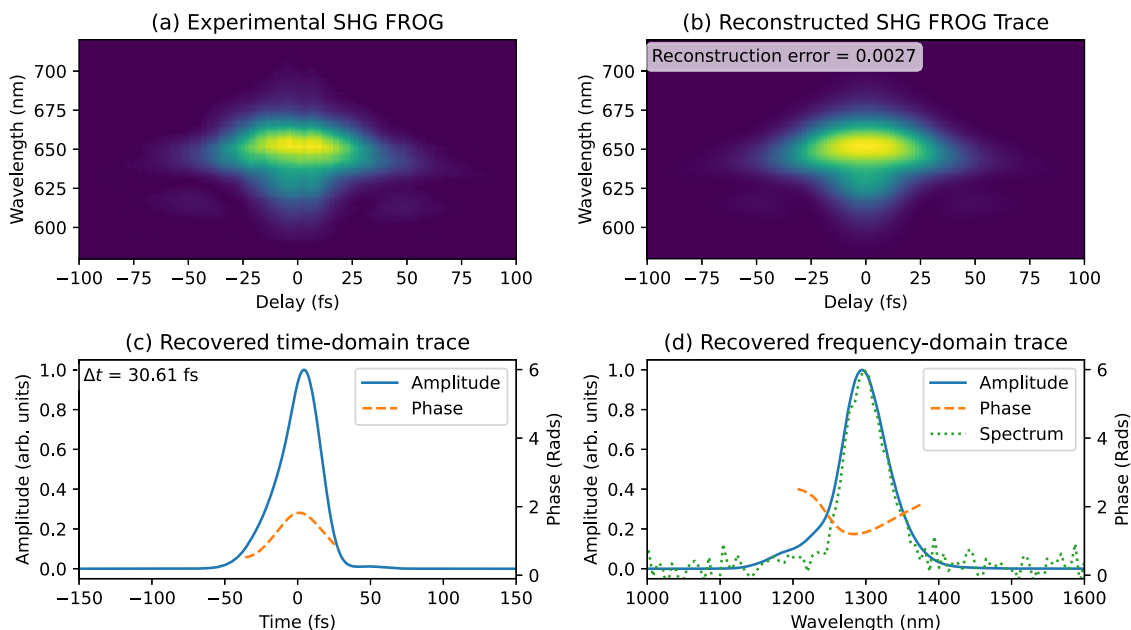 (a) Experimental SHG FROG
700
675
650
625
600
Wavelength (nm)
−100 −75 −50 −25 0 25 50 75 100
Delay (fs)
(b) Reconstructed SHG FROG Trace
Reconstruction error = 0.0027
700
675
650
625
600
Wavelength (nm)
−100 −75 −50 −25 0 25 50 75 100
Delay (fs)
(c) Recovered time-domain trace
Δt = 30.61 fs
Amplitude
Phase
1.0
0.8
0.6
0.4
0.2
0.0
Amplitude (arb. units)
6
4
2
0
Phase (Rads)
−150 −100 −50 0 50 100 150
Time (fs)
(d) Recovered frequency-domain trace
Amplitude
Phase
Spectrum
1.0
0.8
0.6
0.4
0.2
0.0
Amplitude (arb. units)
6
4
2
0
Phase (Rads)
1000 1100 1200 1300 1400 1500 1600
Wavelength (nm)